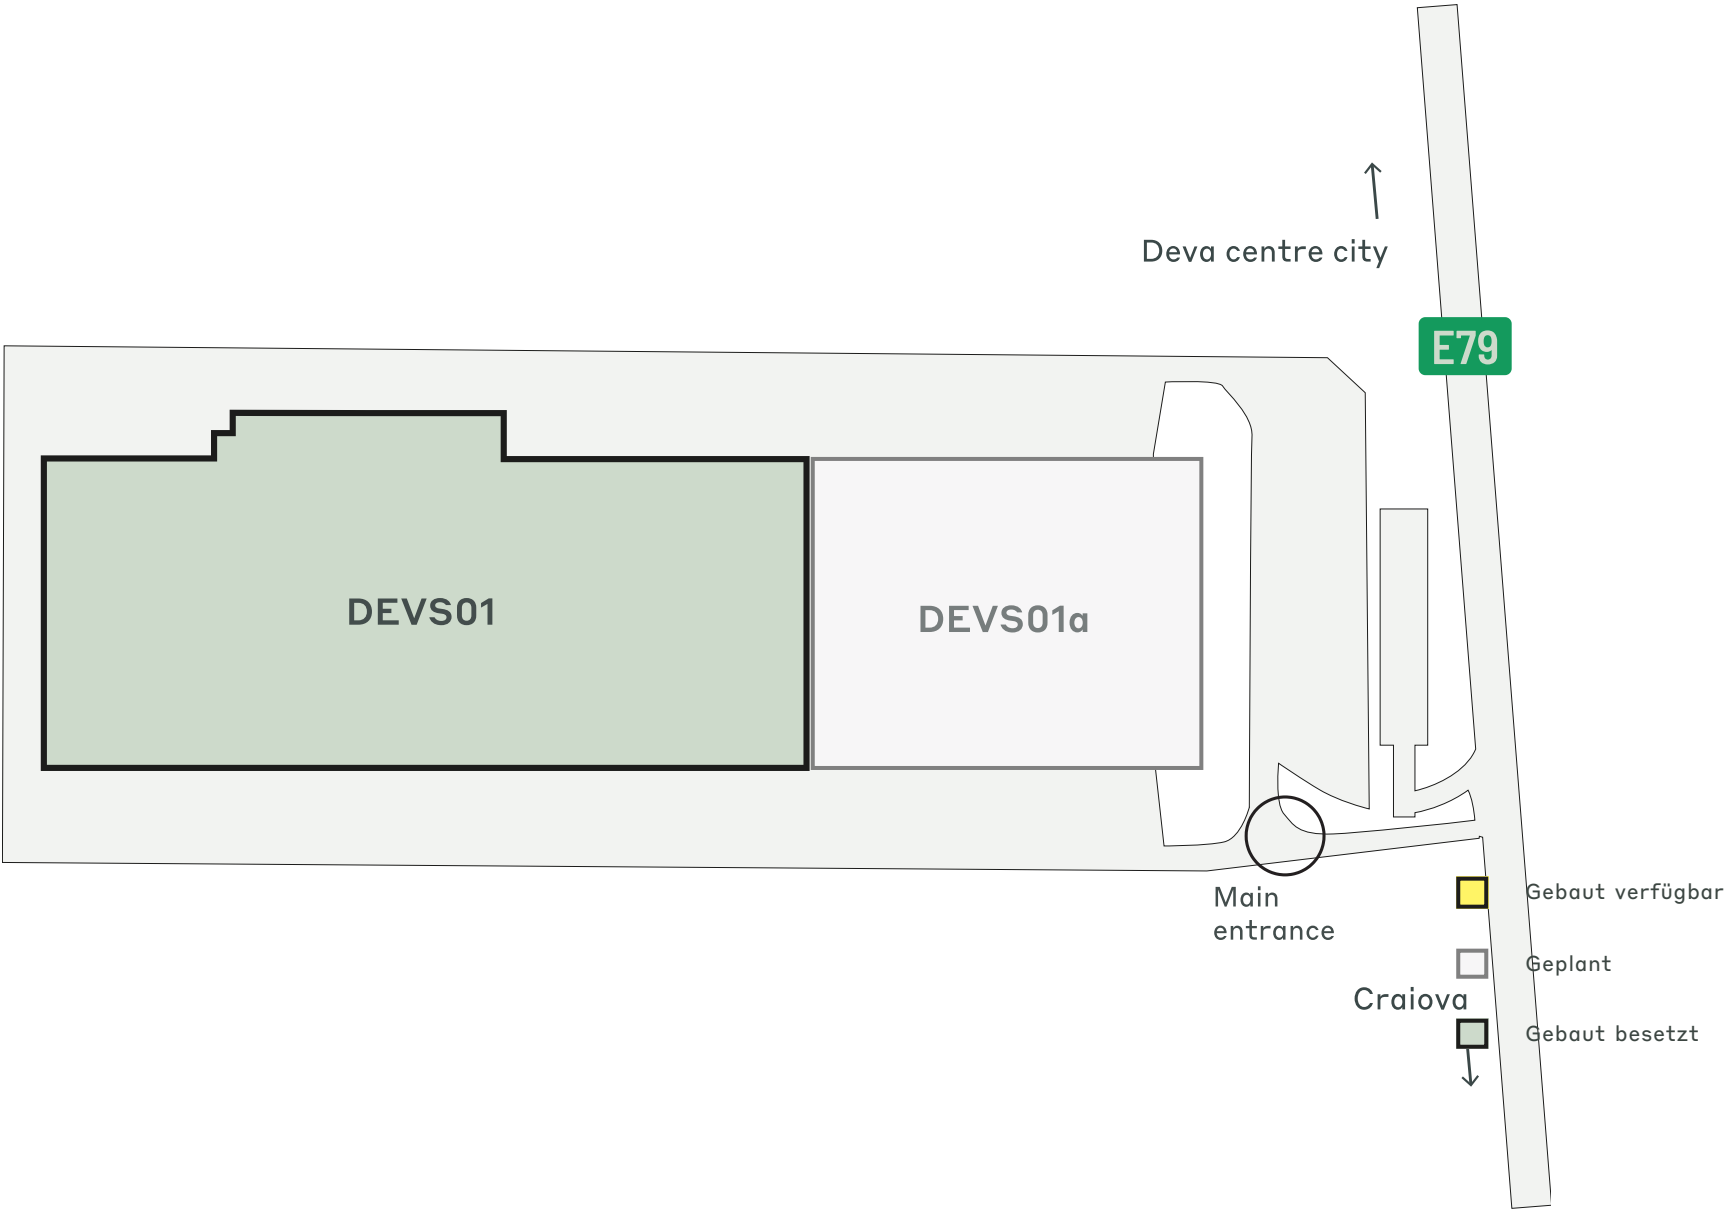 Deva centre city
E79
DEVS01
DEVS01a
Main
entrance
Gebaut verfügbar
Geplant
Craiova
Gebaut besetzt